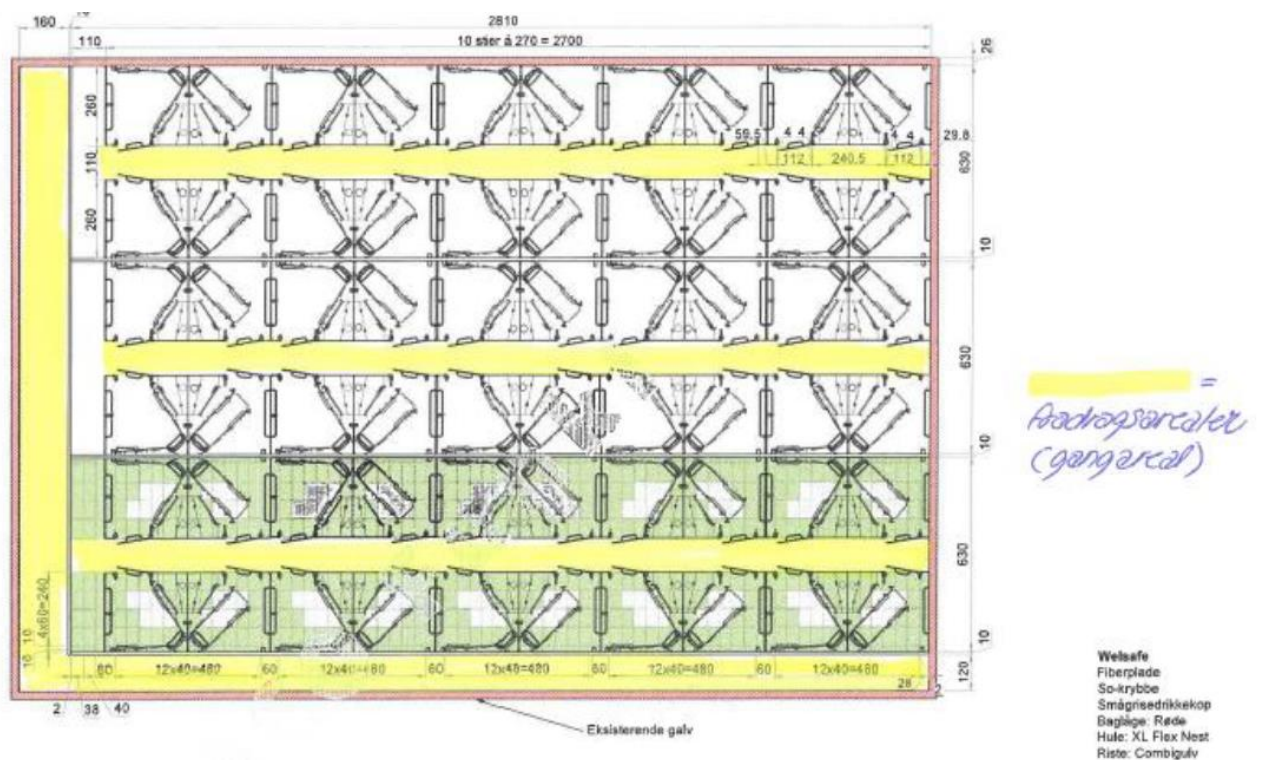 160
2810
110
10 stier à 270 = 2700
26
260
59.5
4 4
4 4
29.8
110
112
240.5
112
630
260
10
630
=
Aadragsarealer
(gangareal)
10
630
4x60=240
10
10
10
80
12x40=480
60
12x40=480
60
12x40=480
60
12x40=480
60
12x40=480
28
120
2
2
38
40
Eksisterende galv
Welsafe
Fiberplade
So-krybbe
Smågrisedrikkekop
Baglåge: Røde
Hule: XL Flex Nest
Riste: Combigulv